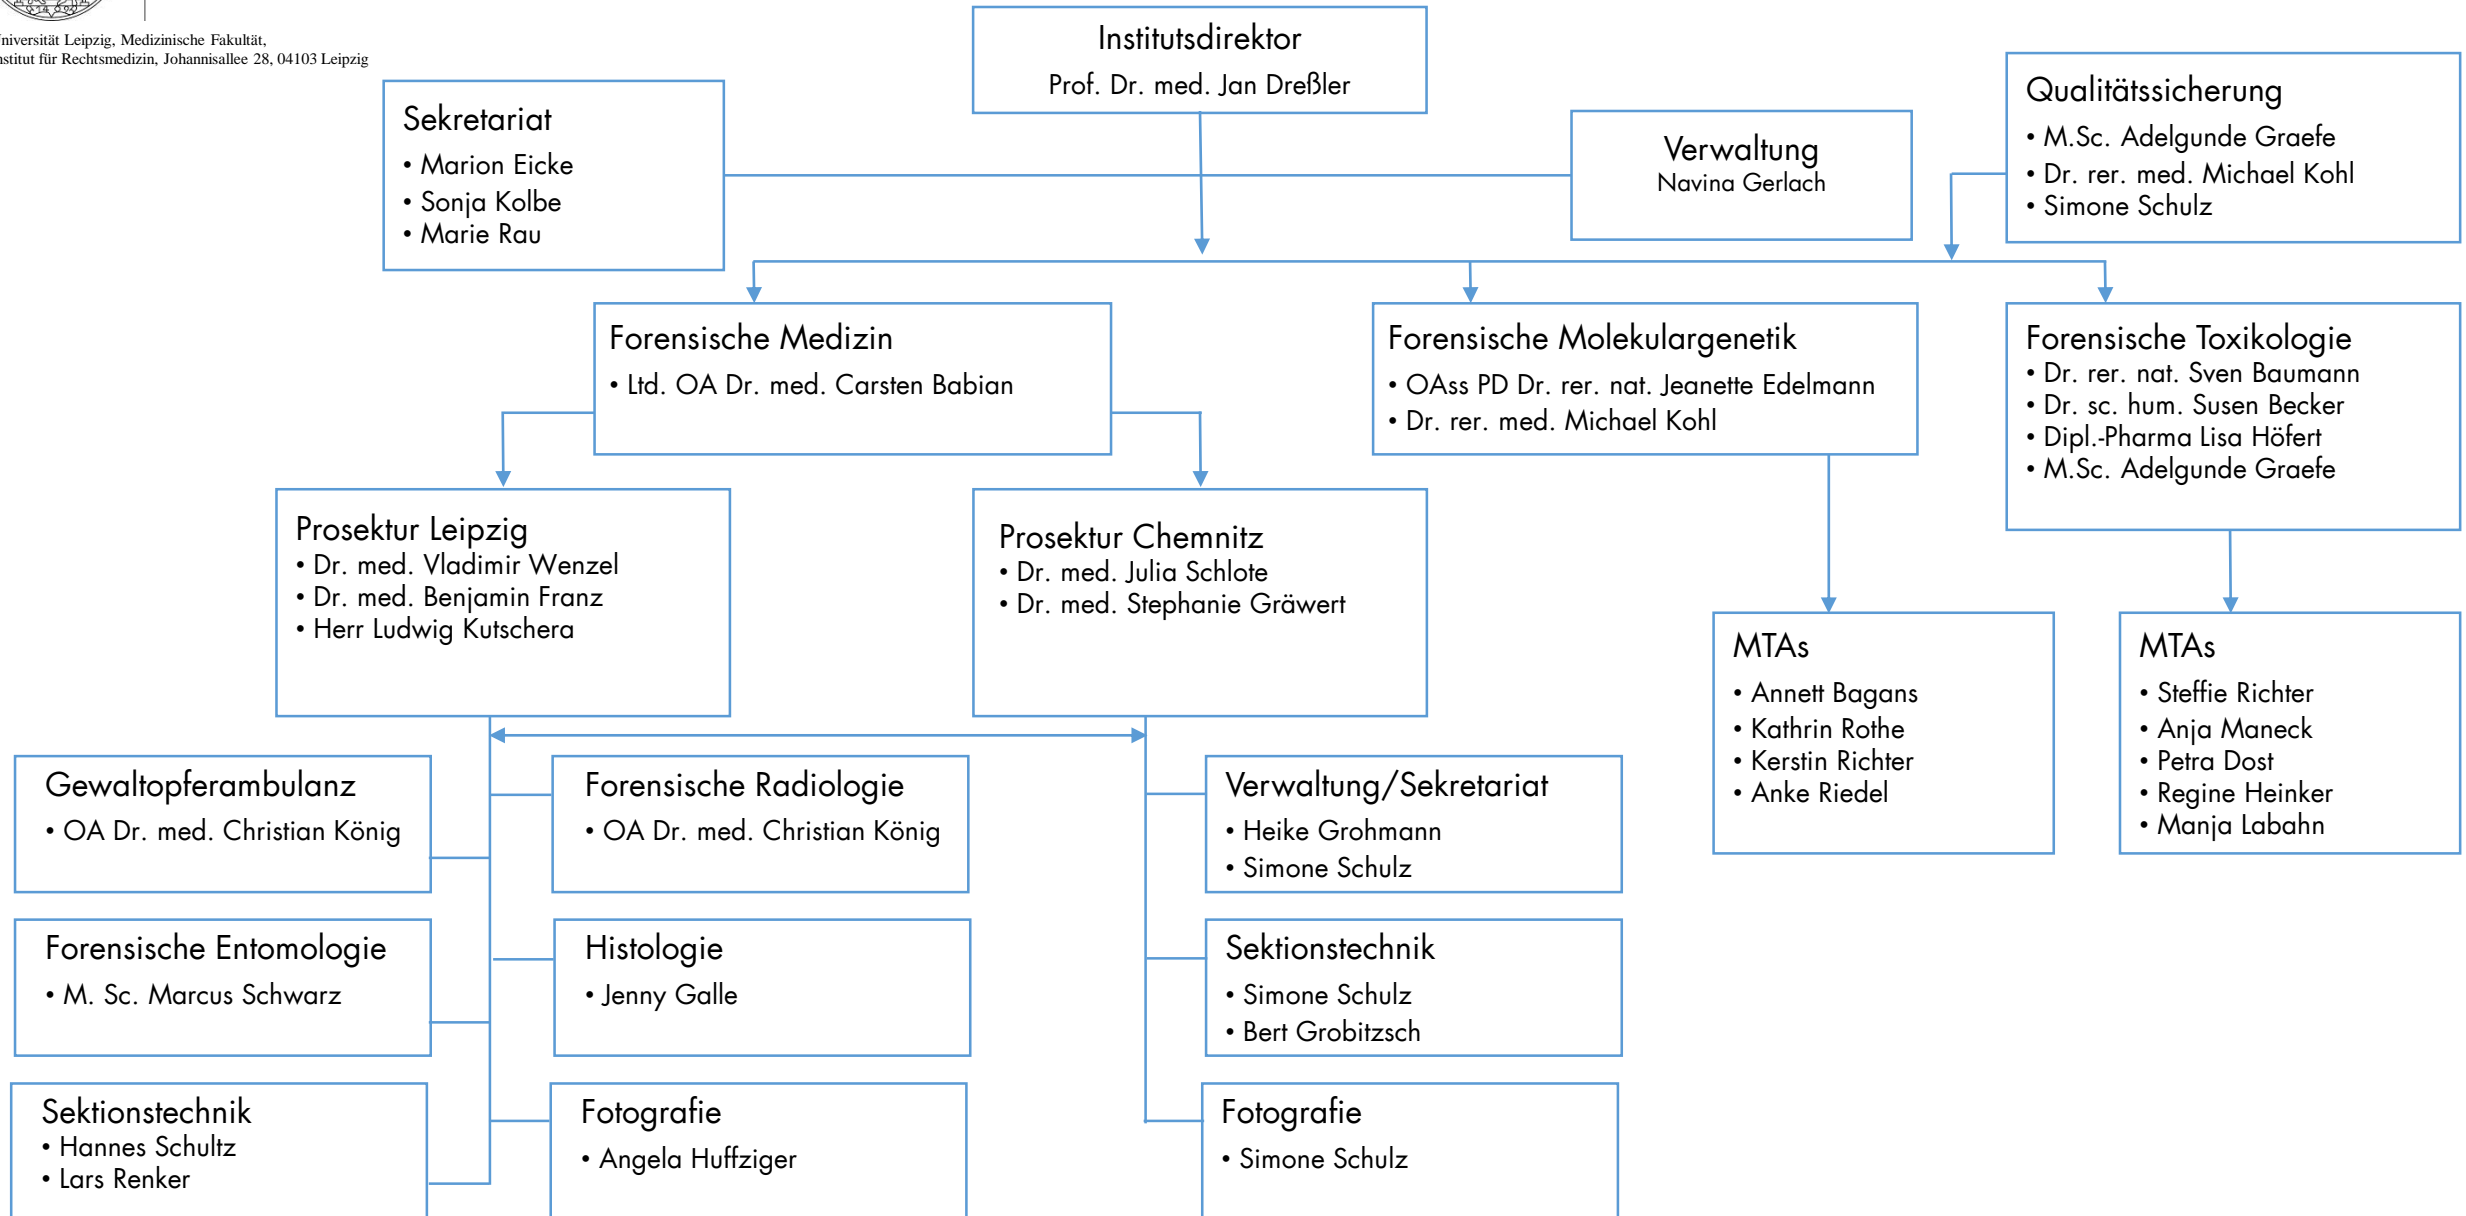 Universität Leipzig, Medizinische Fakultät,
Institut für Rechtsmedizin, Johannisallee 28, 04103 Leipzig
Institutsdirektor
Prof. Dr. med. Jan Dreßler
Sekretariat
• Marion Eicke
• Sonja Kolbe
• Marie Rau
Verwaltung
Navina Gerlach
Qualitätssicherung
• M.Sc. Adelgunde Graefe
• Dr. rer. med. Michael Kohl
• Simone Schulz
Forensische Medizin
• Ltd. OA Dr. med. Carsten Babian
Forensische Molekulargenetik
• OAss PD Dr. rer. nat. Jeanette Edelmann
• Dr. rer. med. Michael Kohl
Forensische Toxikologie
• Dr. rer. nat. Sven Baumann
• Dr. sc. hum. Susen Becker
• Dipl.-Pharma Lisa Höfert
• M.Sc. Adelgunde Graefe
Prosektur Leipzig
• Dr. med. Vladimir Wenzel
• Dr. med. Benjamin Franz
• Herr Ludwig Kutschera
Prosektur Chemnitz
• Dr. med. Julia Schlote
• Dr. med. Stephanie Gräwert
MTAs
• Annett Bagans
• Kathrin Rothe
• Kerstin Richter
• Anke Riedel
MTAs
• Steffie Richter
• Anja Maneck
• Petra Dost
• Regine Heinker
• Manja Labahn
Gewaltopferambulanz
• OA Dr. med. Christian König
Forensische Radiologie
• OA Dr. med. Christian König
Verwaltung/Sekretariat
• Heike Grohmann
• Simone Schulz
Forensische Entomologie
• M. Sc. Marcus Schwarz
Histologie
• Jenny Galle
Sektionstechnik
• Simone Schulz
• Bert Grobitzsch
Sektionstechnik
• Hannes Schultz
• Lars Renker
Fotografie
• Angela Huffziger
Fotografie
• Simone Schulz